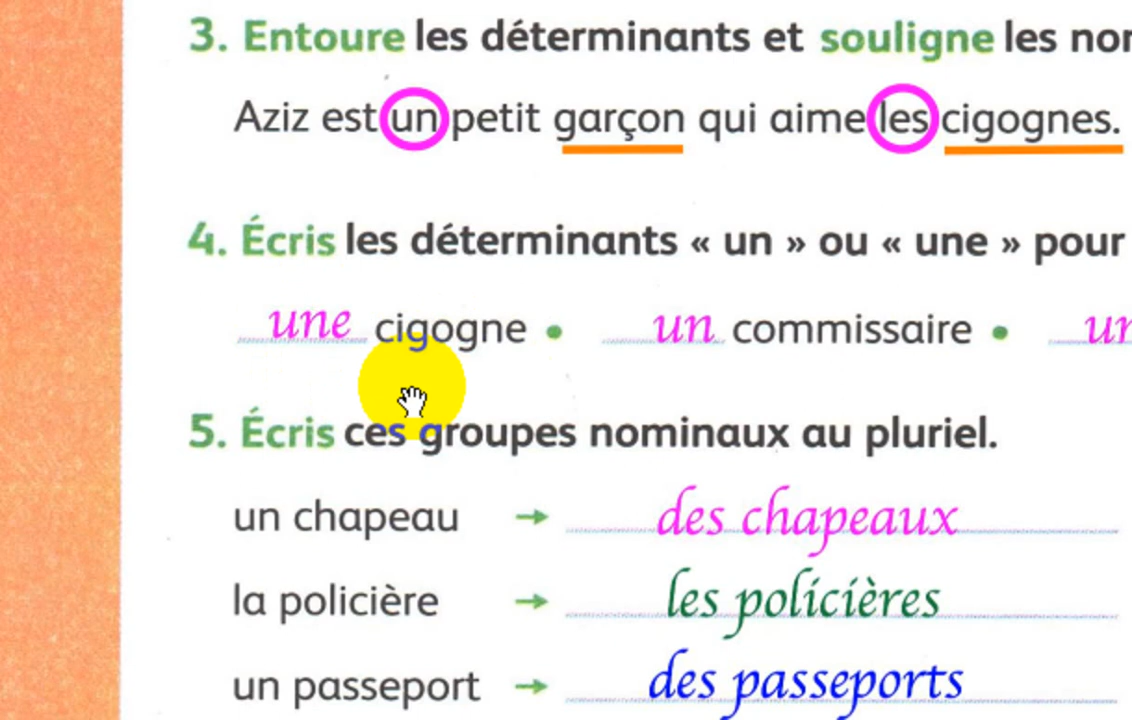 3. Entoure les déterminants et souligne les
Aziz est un petit garçon qui aime les cigognes.
4. Écris les déterminants « un » ou « une » pour
une cigogne • un commissaire •
5. Écris ces groupes nominaux au pluriel.
un chapeau → des chapeaux
la policière → les policières
un passeport → des passeports